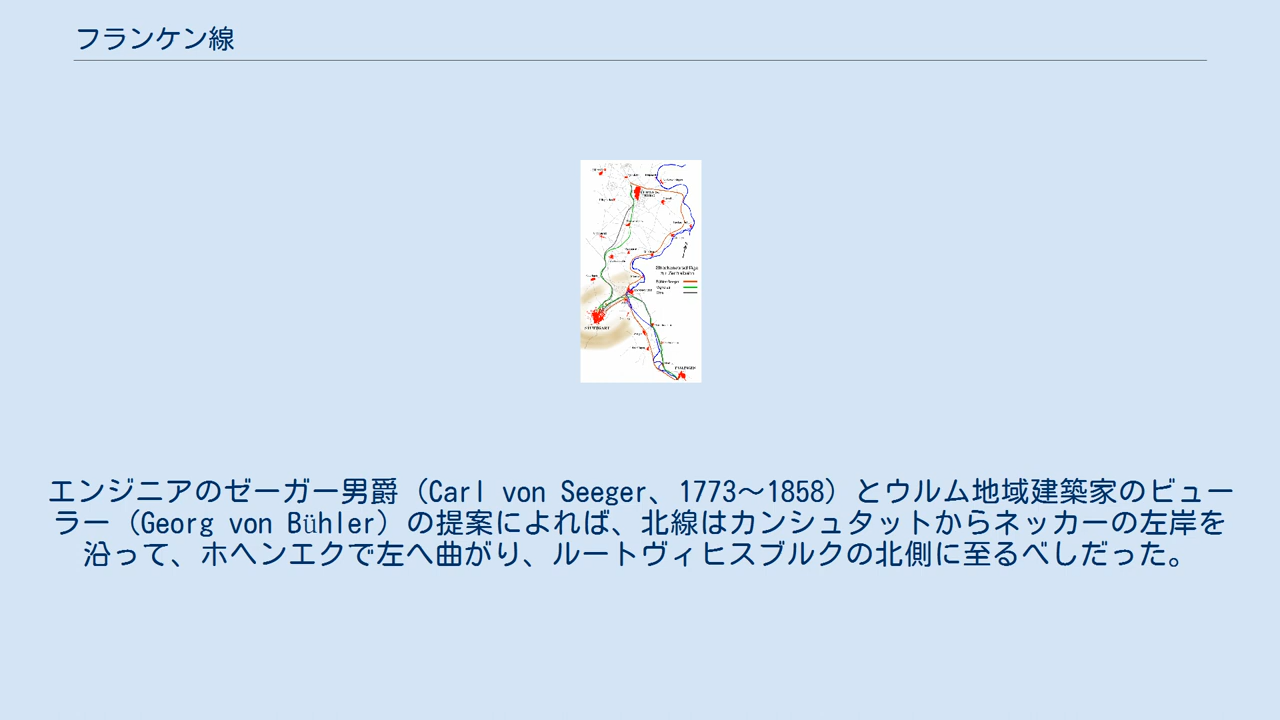 フランケン線
STUTTGART
ESSLINGEN
エンジニアのゼーガー男爵（Carl von Seeger、1773〜1858）とウルム地域建築家のビュー
ラー（Georg von Bühler）の提案によれば、北線はカンシュタットからネッカーの左岸を
沿って、ホヘンエクで左へ曲がり、ルートヴィヒスブルクの北側に至るべしだった。